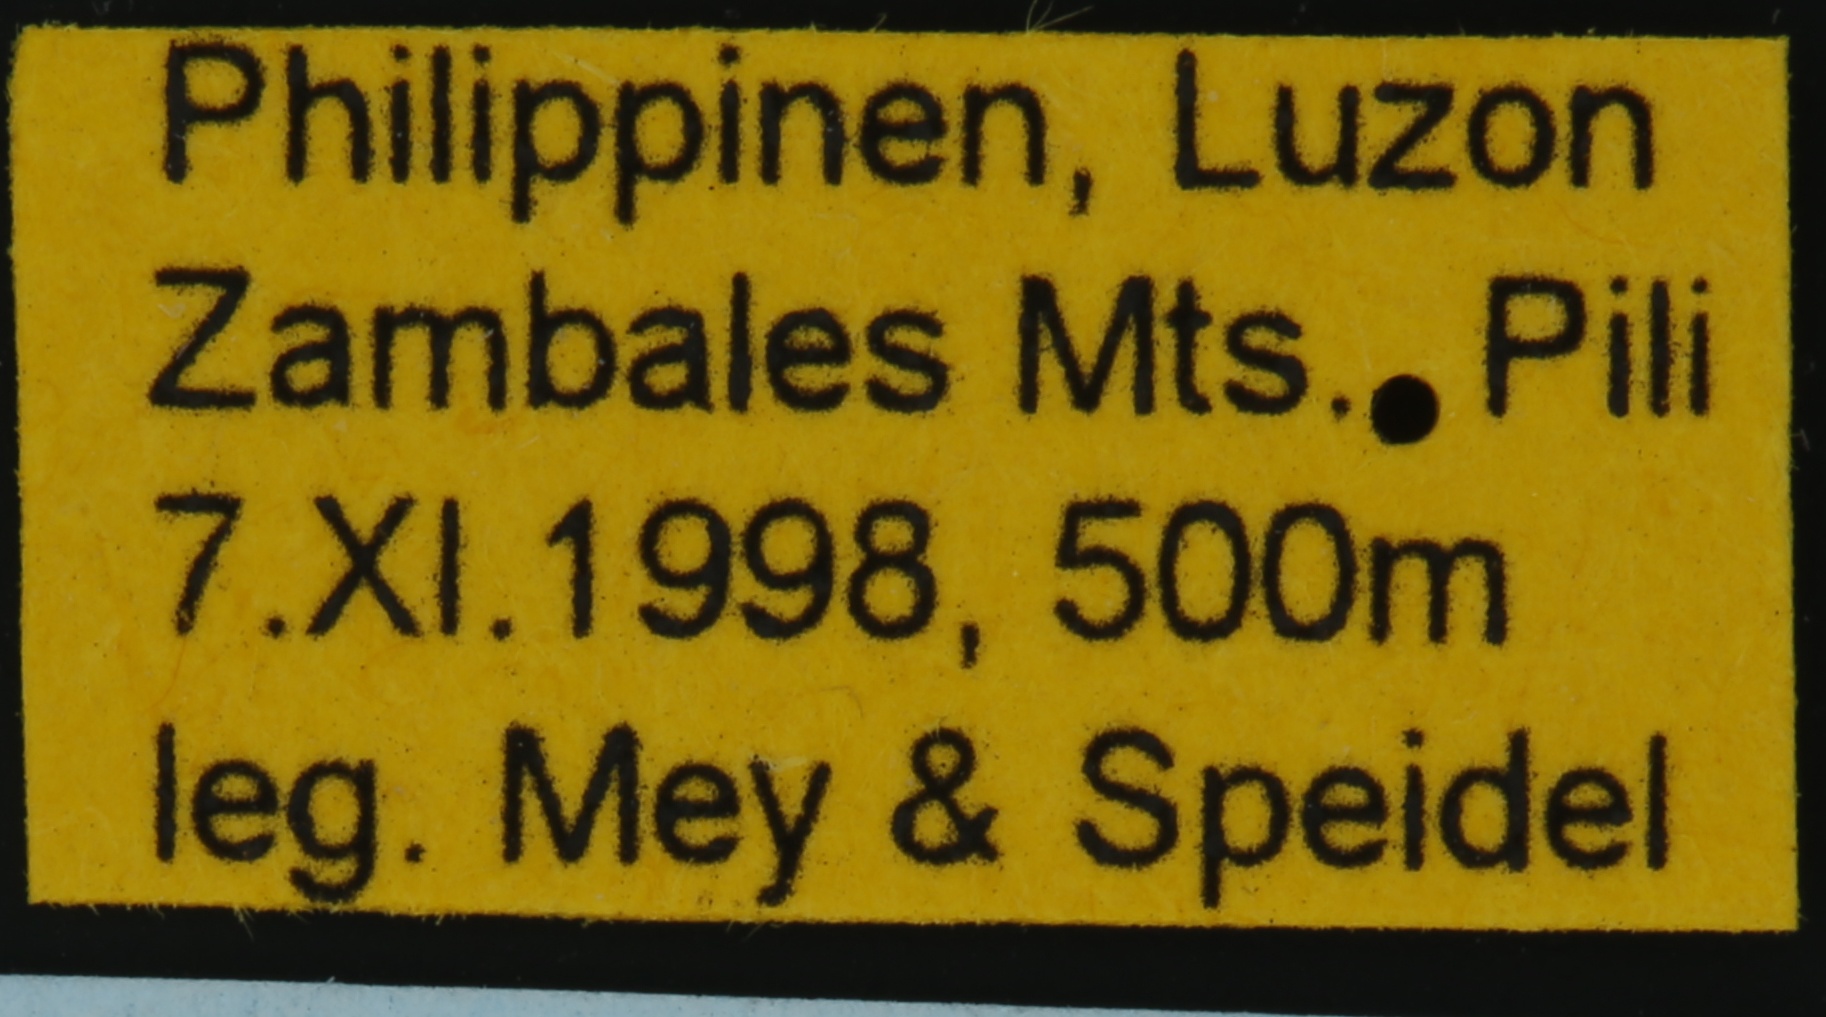 Philippinen, Luzon
Zambales Mts., Pili
7.XI.1998, 500m
leg. Mey & Speidel